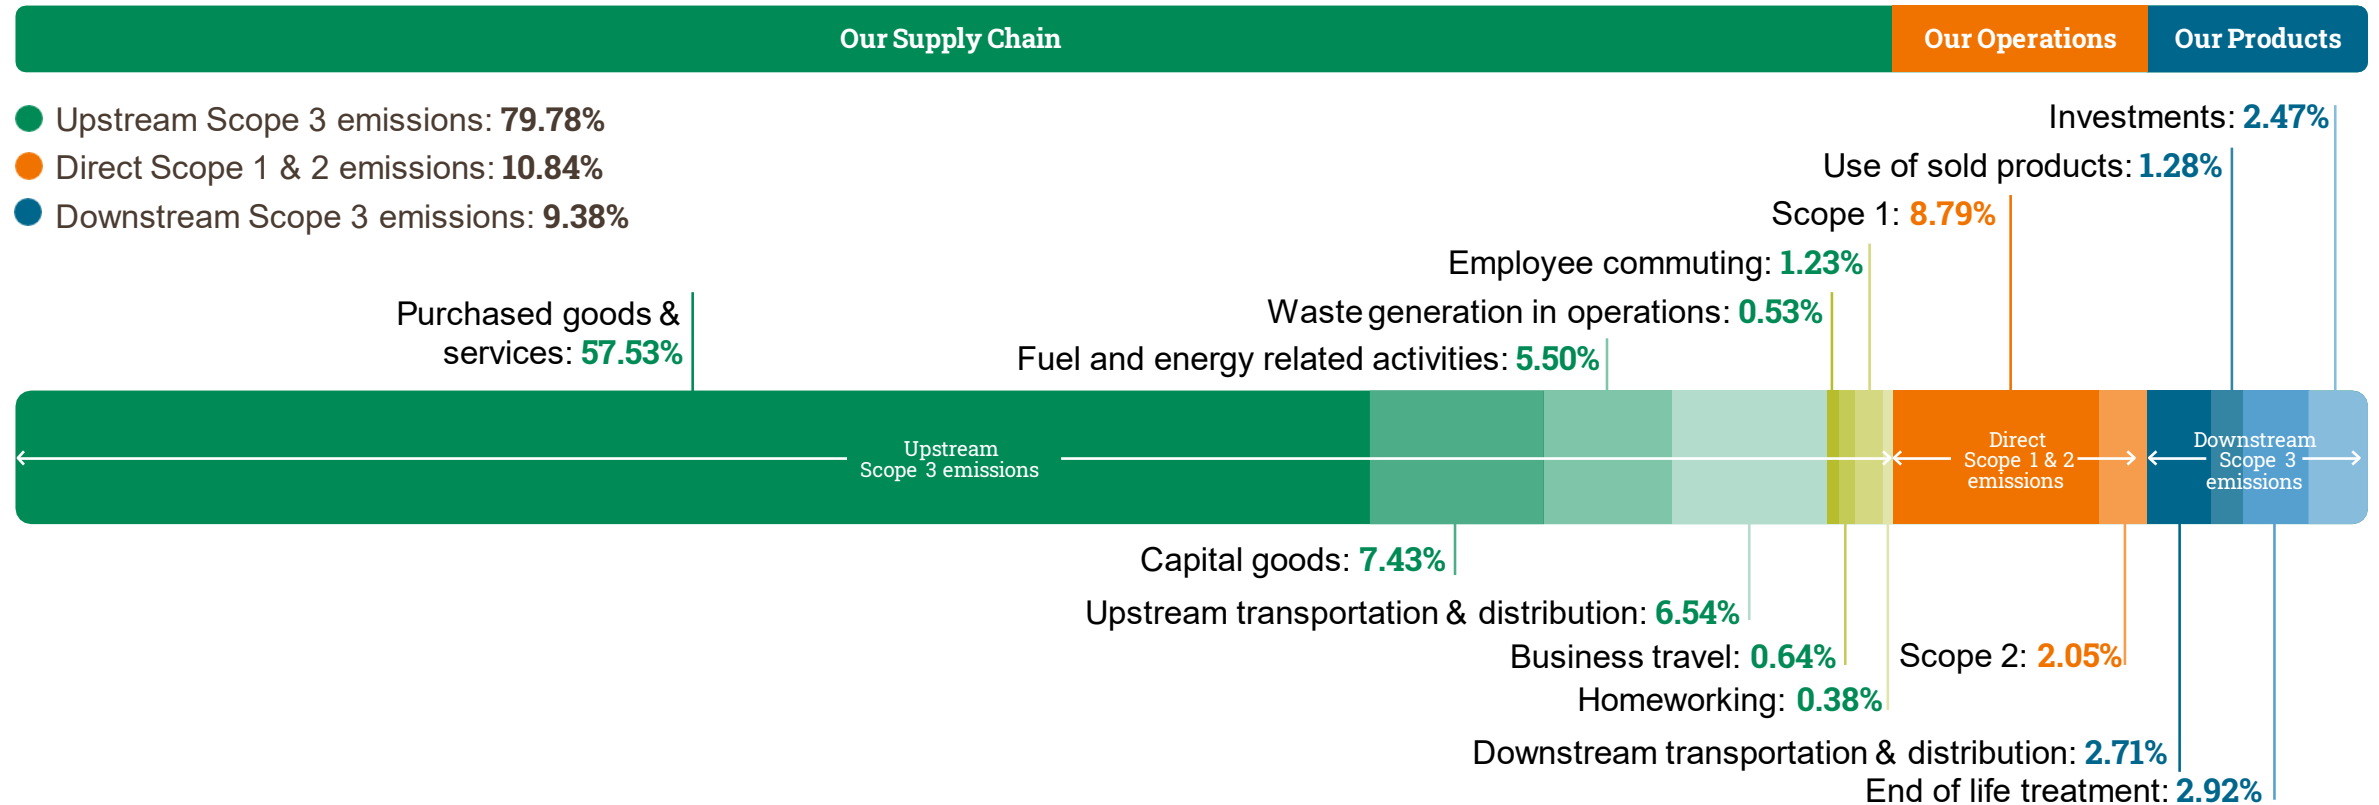 Our Supply Chain
Our Operations
Our Products
Upstream Scope 3 emissions: 79.78%
Direct Scope 1 & 2 emissions: 10.84%
Downstream Scope 3 emissions: 9.38%
Investments: 2.47%
Use of sold products: 1.28%
Scope 1: 8.79%
Employee commuting: 1.23%
Waste generation in operations: 0.53%
Fuel and energy related activities: 5.50%
Purchased goods &
services: 57.53%
Upstream
Scope 3 emissions
Direct
Scope 1 & 2
emissions
Downstream
Scope 3
emissions
Capital goods: 7.43%
Upstream transportation & distribution: 6.54%
Business travel: 0.64%
Scope 2: 2.05%
Homeworking: 0.38%
Downstream transportation & distribution: 2.71%
End of life treatment: 2.92%